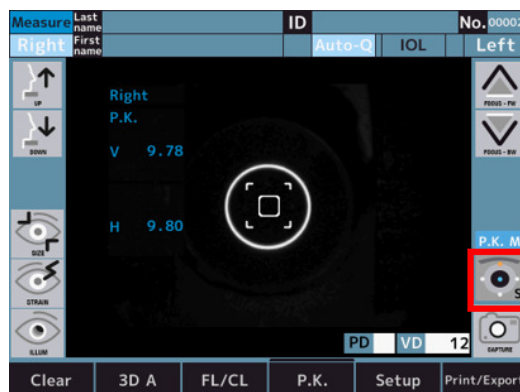 Measure Last name ID No. 00002
Right First name Auto-Q IOL Left
UP
FOCUS - FW
Right
P.K.
DOWN
FOCUS - BW
V 9.78
H 9.80
P.K. M
SIZE
S
STRAIN
PD VD 12
ILLUM
CAPTURE
Clear 3D A FL/CL P.K. Setup Print/Export